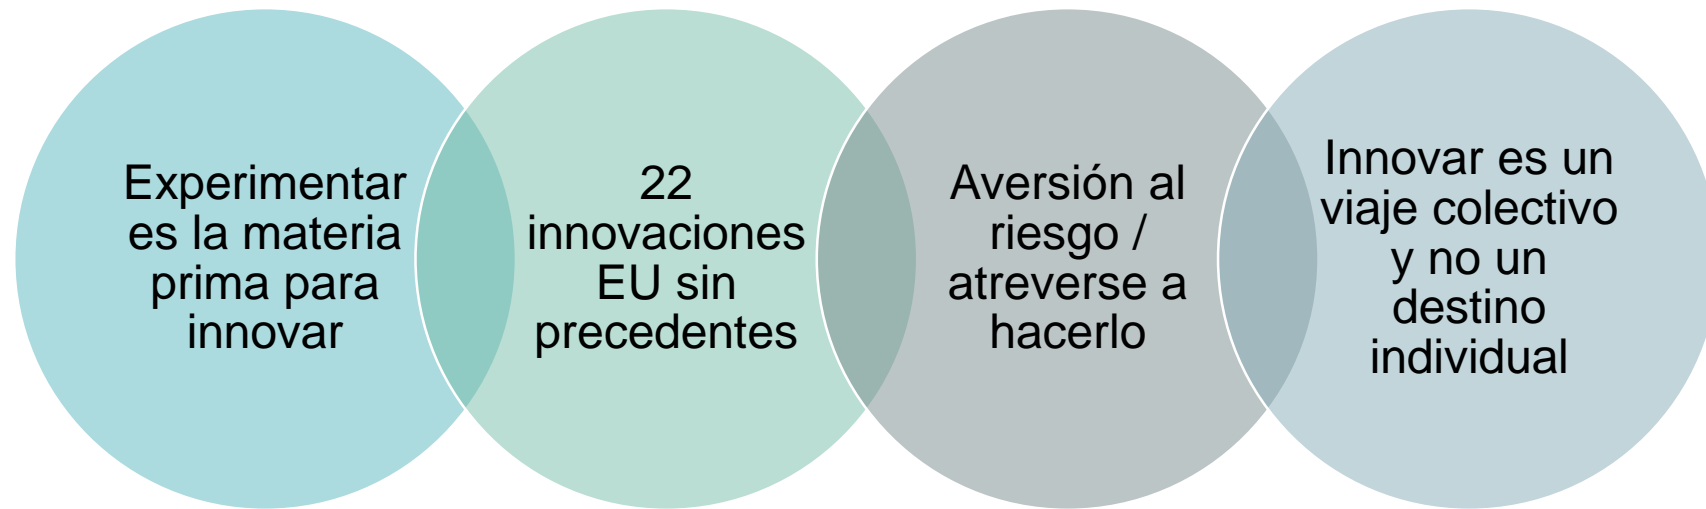 Experimentar
es la materia
prima para
innovar
22
innovaciones
EU sin
precedentes
Aversión al
riesgo /
atreverse a
hacerlo
Innovar es un
viaje colectivo
y no un
destino
individual